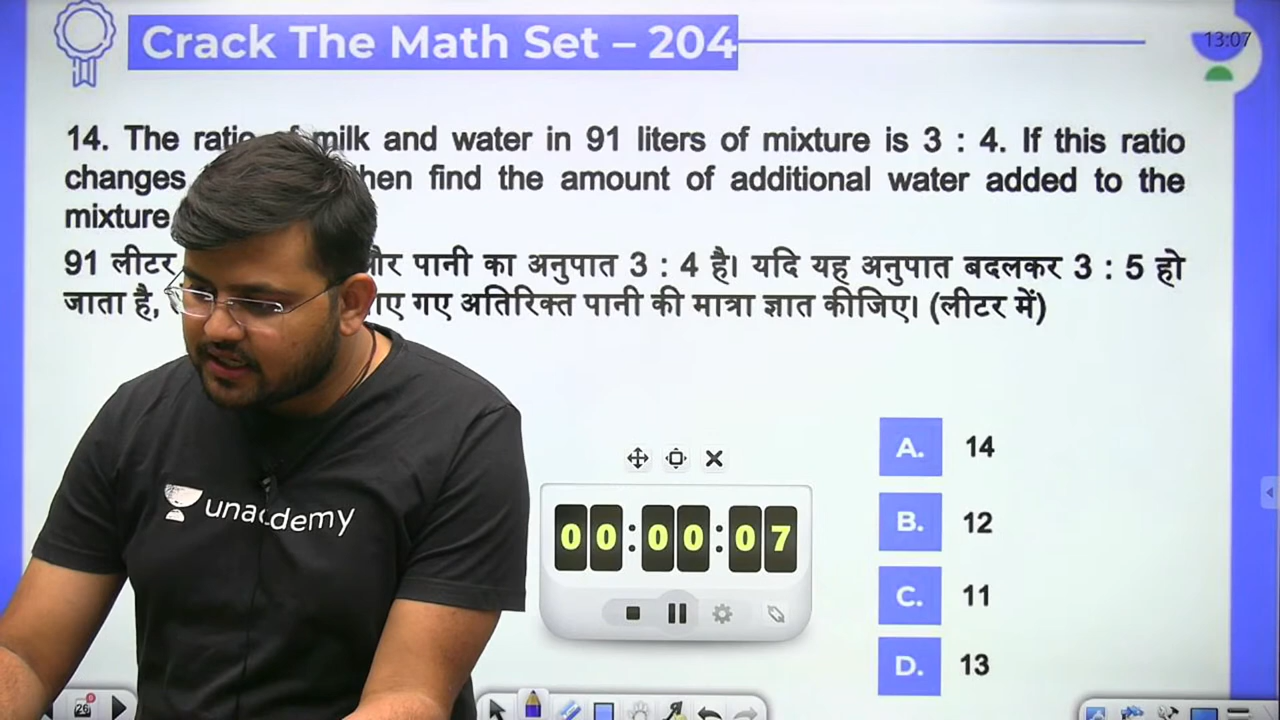 Crack The Math Set – 204
13:07
14. The milk and water in 91 liters of mixture is 3 : 4. If this ratio
changes then find the amount of additional water added to the
mixture
91 लीटर पानी का अनुपात 3 : 4 है। यदि यह अनुपात बदलकर 3 : 5 हो
जाता है, गए अतिरिक्त पानी की मात्रा ज्ञात कीजिए। (लीटर में)
A. 14
B. 12
C. 11
D. 13
00:00:07
unacademy
26